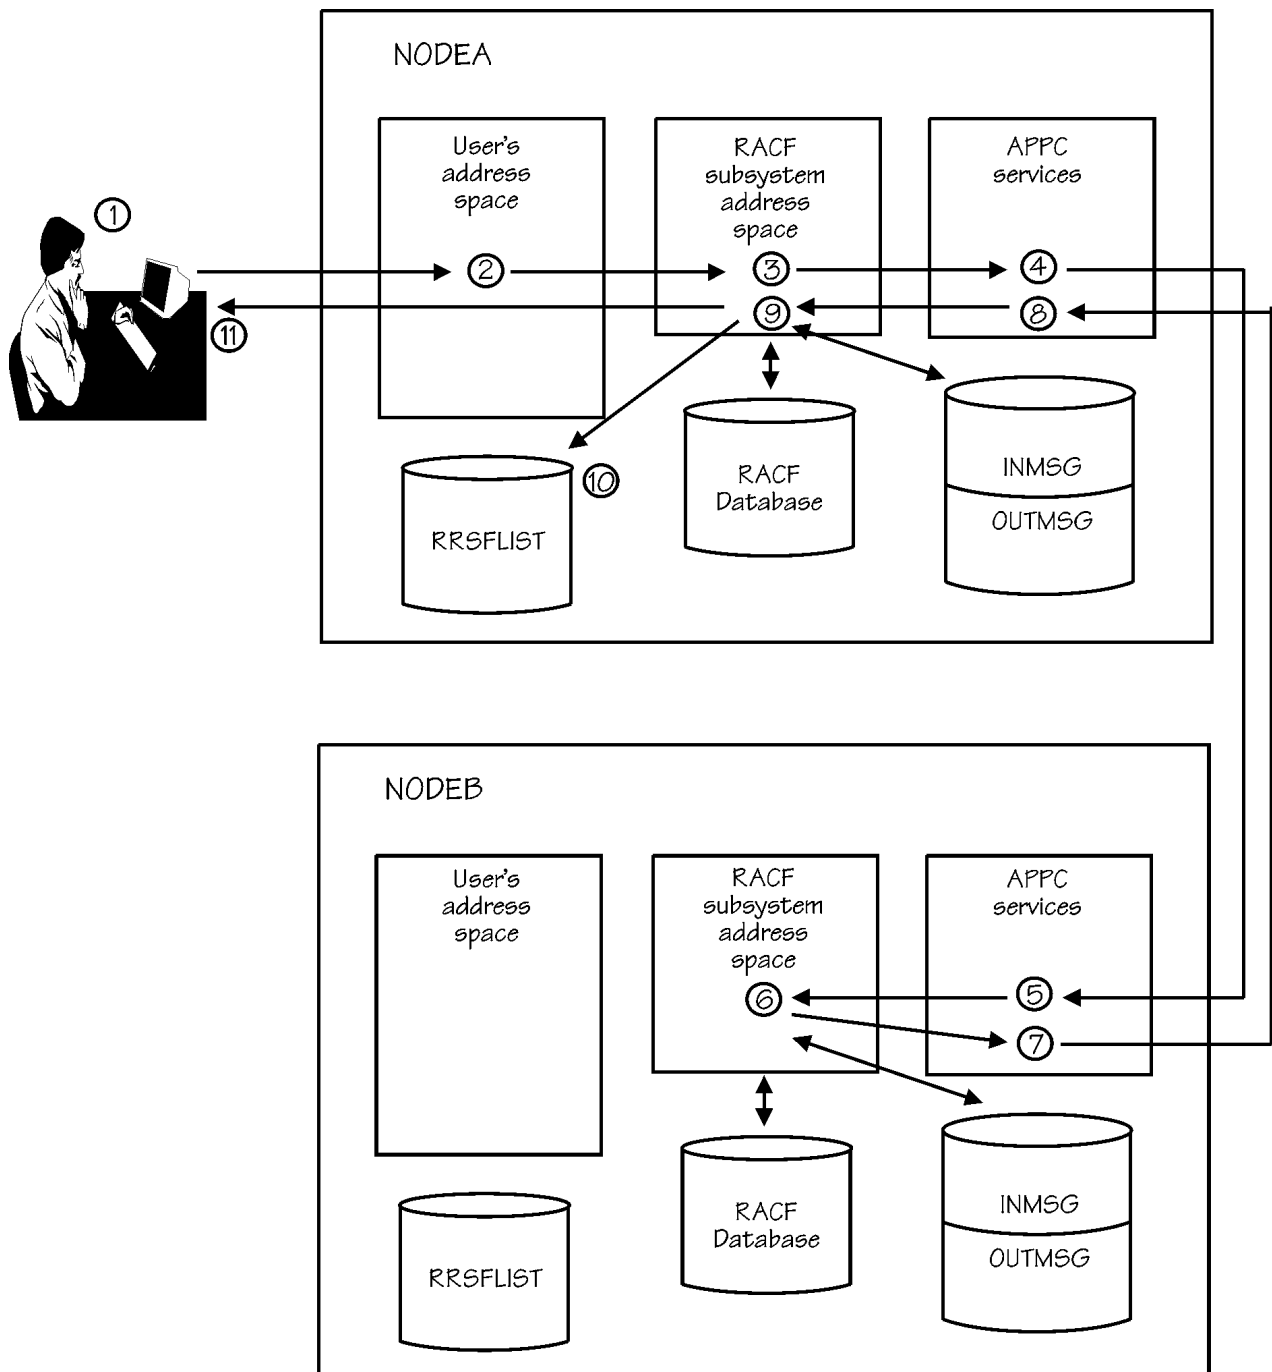 NODEA
User's
address
space
RACF
subsystem
address
space
APPC
services
1
2
3
4
9
8
11
10
RRSFLIST
RACF
Database
INMSG
OUTMSG
NODEB
User's
address
space
RACF
subsystem
address
space
APPC
services
6
5
7
RRSFLIST
RACF
Database
INMSG
OUTMSG